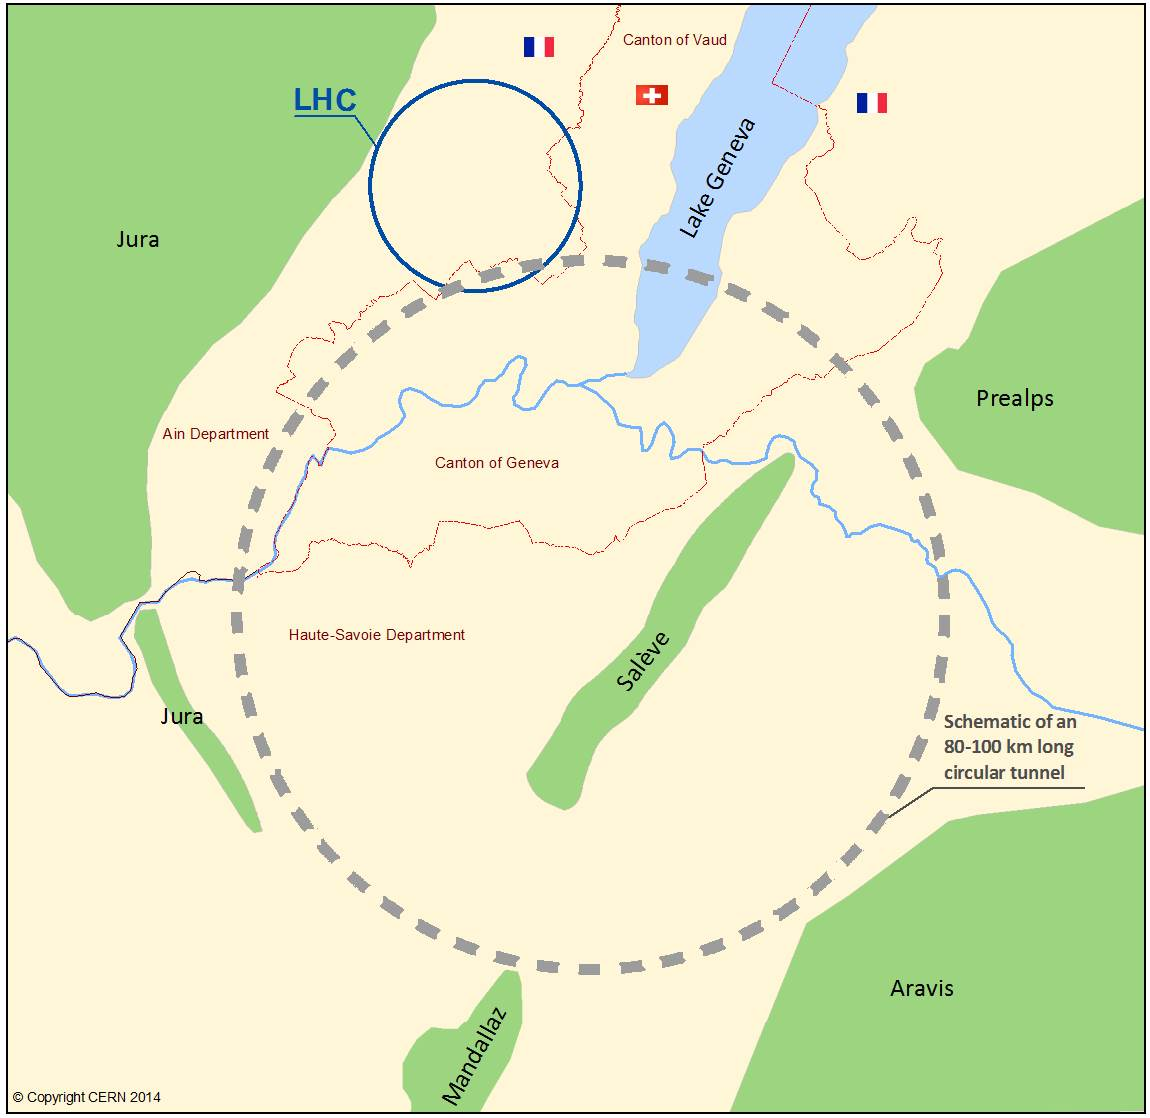 Canton of Vaud
LHC
Lake Geneva
Jura
Prealps
Ain Department
Canton of Geneva
Haute-Savoie Department
Salève
Jura
Schematic of an
80-100 km long
circular tunnel
Aravis
Mandallaz
© Copyright CERN 2014